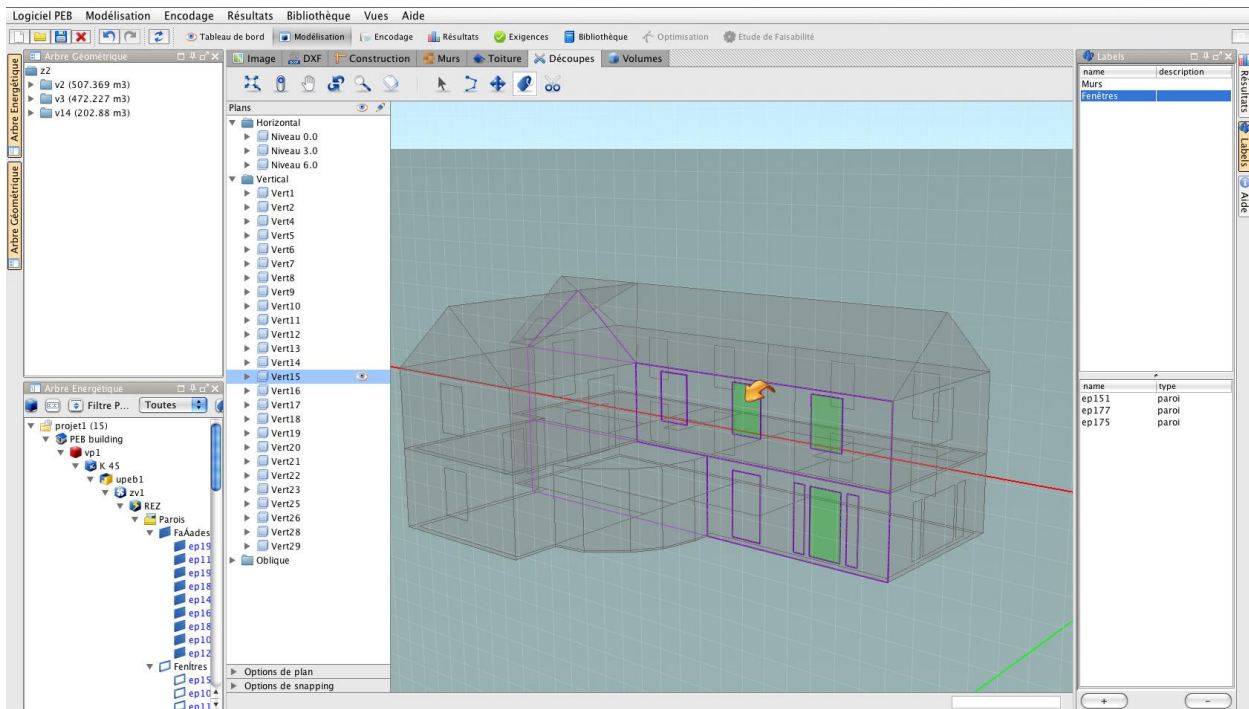 Logiciel PEB Modélisation Encodage Résultats Bibliothèque Vues Aide
Tableau de bord Modélisation Encodage Résultats Exigences Bibliothèque Optimisation Etude de Faisabilité
Arbre Energétique
Arbre Géométrique
Arbre Géométrique
z2
v2 (507.369 m3)
v3 (472.227 m3)
v14 (202.88 m3)
Arbre Energétique
Filtre P... Toutes
projet1 (15)
PEB building
vp1
K 45
upeb1
zv1
REZ
Parois
FaÁades
ep19
ep11
ep19
ep18
ep14
ep16
ep18
ep10
ep12
FenÍtres
ep15
ep10
ep11
Image DXF Construction Murs Toiture Découpes Volumes
Plans
Horizontal
Niveau 0.0
Niveau 3.0
Niveau 6.0
Vertical
Vert1
Vert2
Vert4
Vert5
Vert6
Vert7
Vert8
Vert9
Vert10
Vert11
Vert12
Vert13
Vert14
Vert15
Vert16
Vert17
Vert18
Vert19
Vert20
Vert21
Vert22
Vert23
Vert25
Vert26
Vert28
Vert29
Oblique
Options de plan
Options de snapping
Labels
name description
Murs
Fenêtres
name type
ep151 paroi
ep177 paroi
ep175 paroi
+ -
Résultats
Labels
Aide